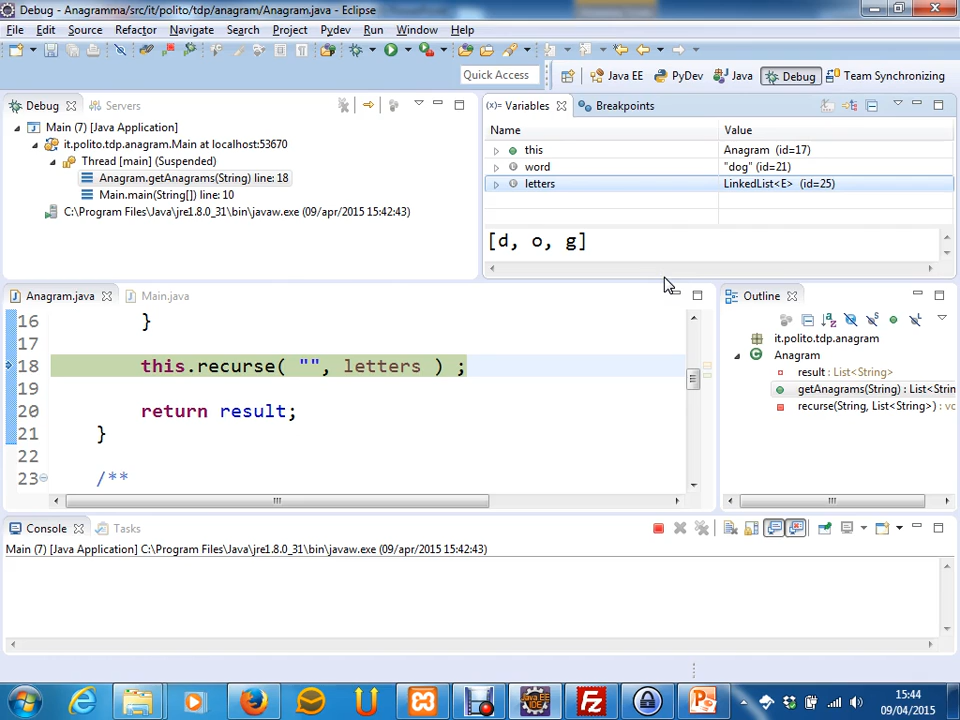 Debug - Anagramma/src/it/polito/tdp/anagram/Anagram.java - Eclipse
File Edit Source Refactor Navigate Search Project Pydev Run Window Help
Quick Access
Java EE PyDev Java Debug Team Synchronizing
Debug Servers
Main (7) [Java Application]
it.polito.tdp.anagram.Main at localhost:53670
Thread [main] (Suspended)
Anagram.getAnagrams(String) line: 18
Main.main(String[]) line: 10
C:\Program Files\Java\jre1.8.0_31\bin\javaw.exe (09/apr/2015 15:42:43)
(x)= Variables Breakpoints
Name Value
this Anagram (id=17)
word "dog" (id=21)
letters LinkedList<E> (id=25)
[d, o, g]
Anagram.java Main.java
16 }
17
18 this.recurse( "", letters ) ;
19
20 return result;
21 }
22
23 /**
Outline
it.polito.tdp.anagram
Anagram
result : List<String>
getAnagrams(String) : List<Strin
recurse(String, List<String>) : vc
Console Tasks
Main (7) [Java Application] C:\Program Files\Java\jre1.8.0_31\bin\javaw.exe (09/apr/2015 15:42:43)
15:44
09/04/2015